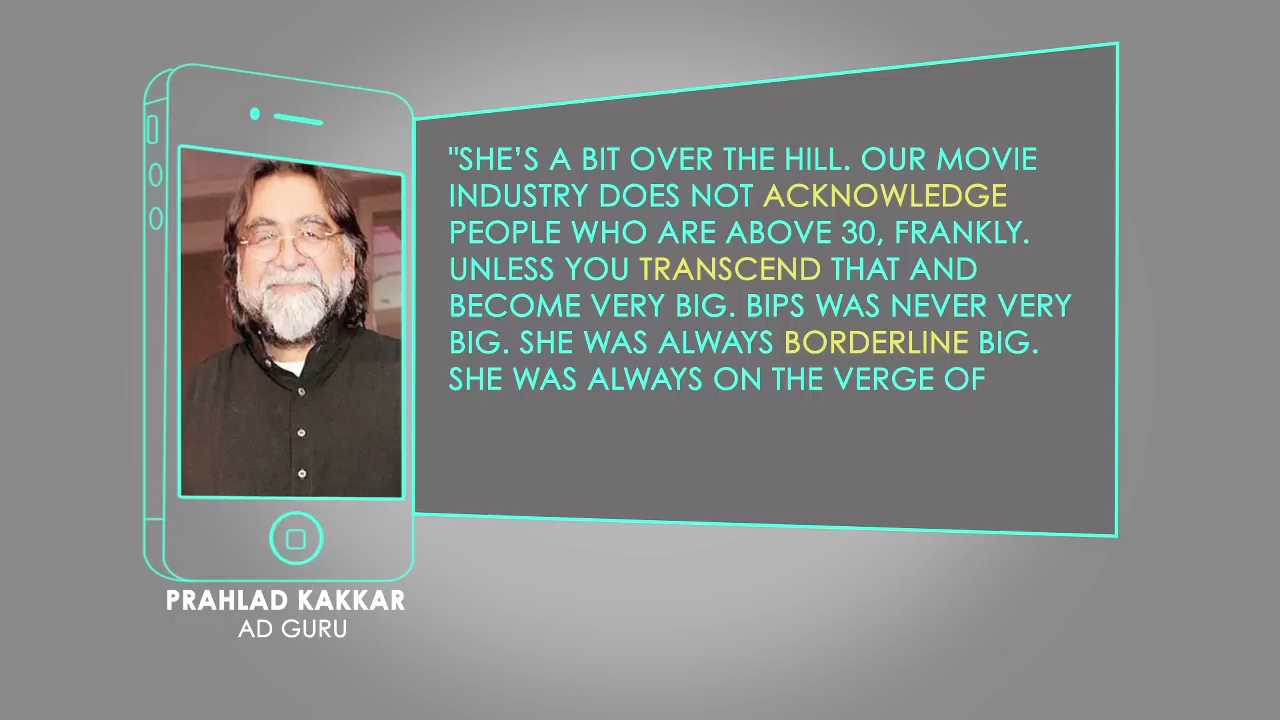 "SHE'S A BIT OVER THE HILL. OUR MOVIE
INDUSTRY DOES NOT ACKNOWLEDGE
PEOPLE WHO ARE ABOVE 30, FRANKLY.
UNLESS YOU TRANSCEND THAT AND
BECOME VERY BIG. BIPS WAS NEVER VERY
BIG. SHE WAS ALWAYS BORDERLINE BIG.
SHE WAS ALWAYS ON THE VERGE OF
PRAHLAD KAKKAR
AD GURU